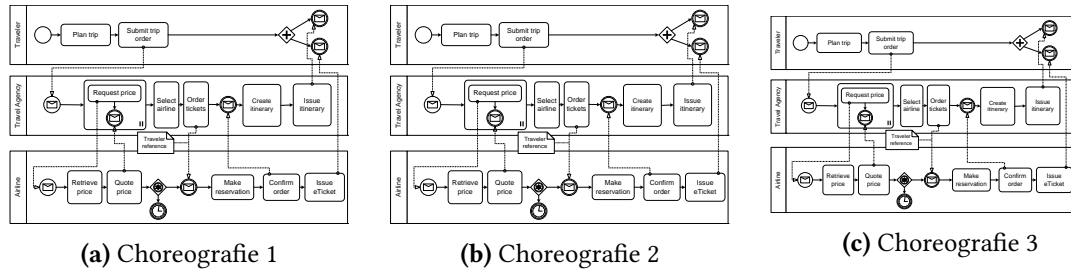 Traveler
Plan trip
Submit trip
order
Travel Agency
Request price
Select
airline
Order
tickets
Create
itinerary
Issue
itinerary
Traveler
reference
Airline
Retrieve
price
Quote
price
Make
reservation
Confirm
order
Issue
eTicket
(a) Choreografie 1
Traveler
Plan trip
Submit trip
order
Travel Agency
Request price
Select
airline
Order
tickets
Create
itinerary
Issue
itinerary
Traveler
reference
Airline
Retrieve
price
Quote
price
Make
reservation
Confirm
order
Issue
eTicket
(b) Choreografie 2
Traveler
Plan trip
Submit trip
order
Travel Agency
Request price
Select
airline
Order
tickets
Create
itinerary
Issue
itinerary
Traveler
reference
Airline
Retrieve
price
Quote
price
Make
reservation
Confirm
order
Issue
eTicket
(c) Choreografie 3